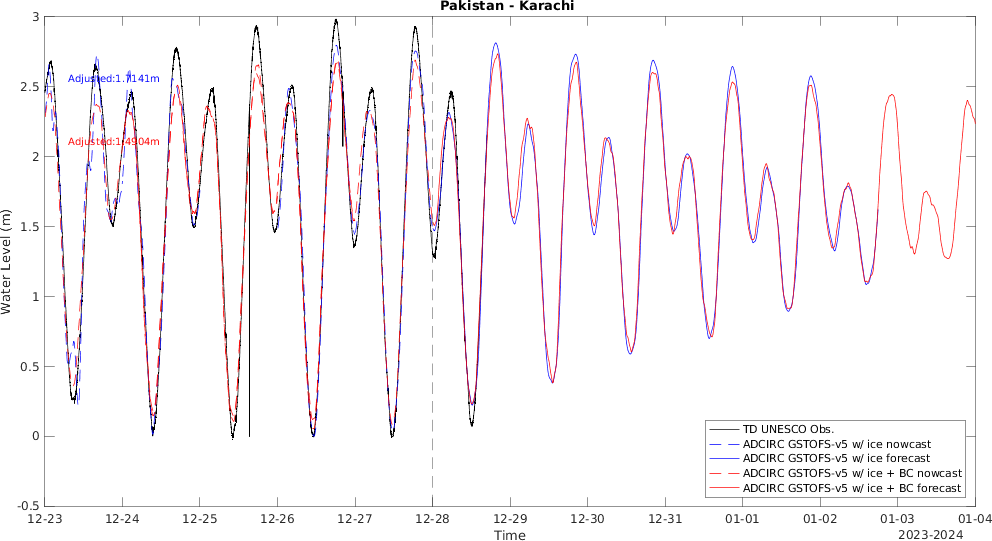 Pakistan - Karachi
3
2.5
2
1.5
1
0.5
0
-0.5
Water Level (m)
Adjusted:1.7141m
Adjusted:1.4904m
TD UNESCO Obs.
ADCIRC GSTOFS-v5 w/ ice nowcast
ADCIRC GSTOFS-v5 w/ ice forecast
ADCIRC GSTOFS-v5 w/ ice + BC nowcast
ADCIRC GSTOFS-v5 w/ ice + BC forecast
12-23 12-24 12-25 12-26 12-27 12-28 12-29 12-30 12-31 01-01 01-02 01-03 01-04
Time
2023-2024